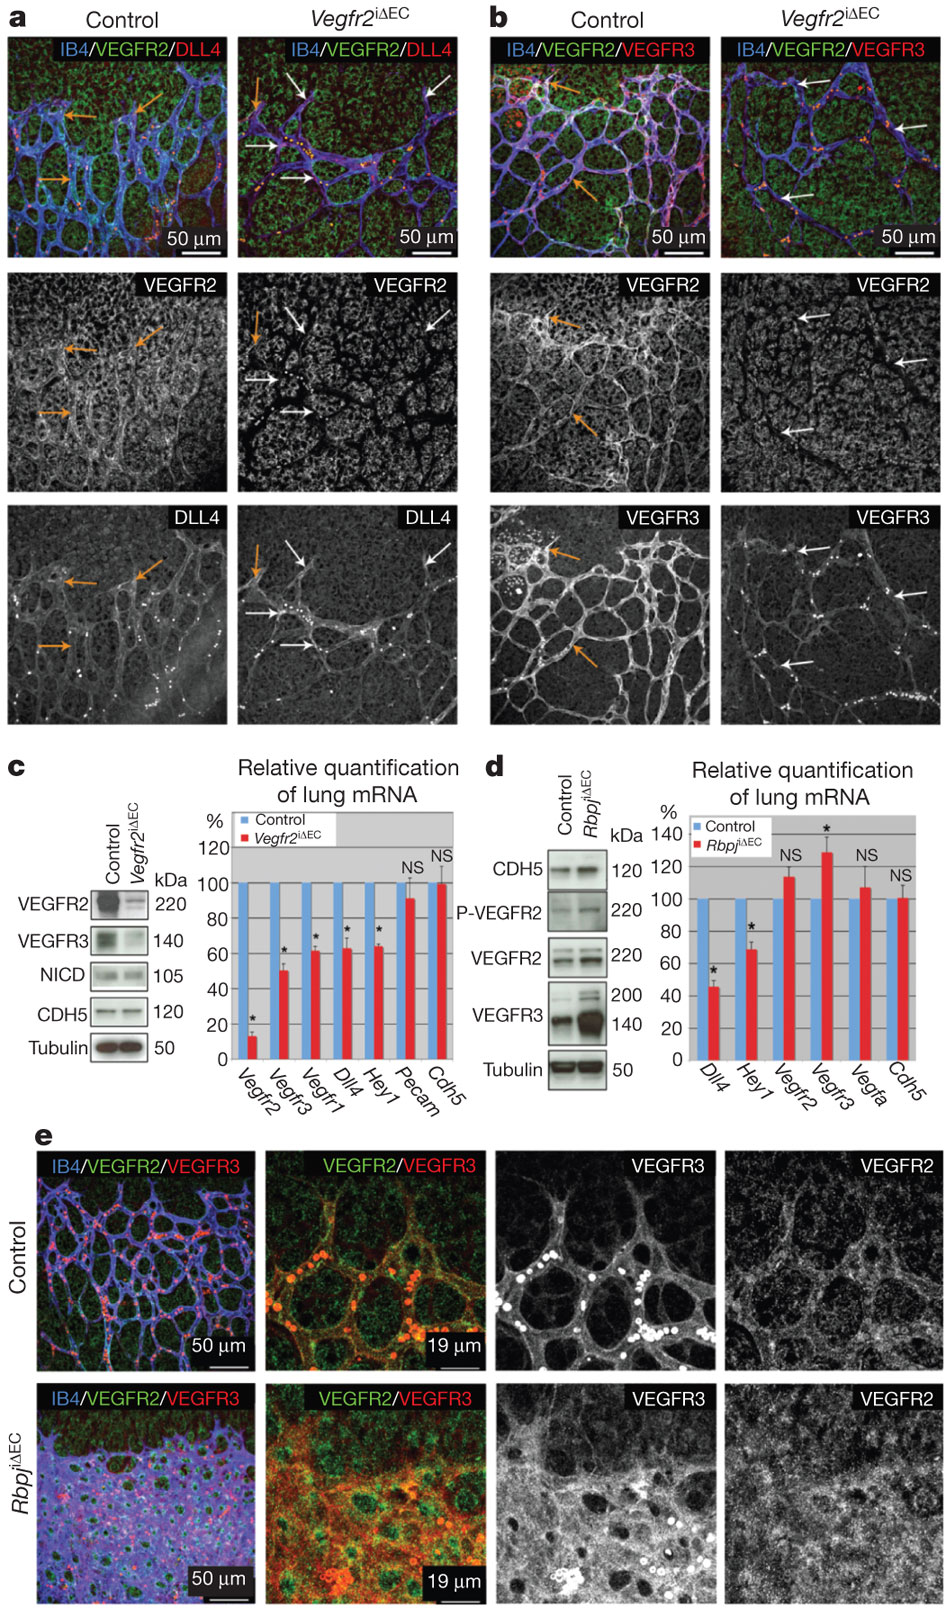 a
Control
Vegfr2iΔEC
b
Control
Vegfr2iΔEC
IB4/VEGFR2/DLL4
IB4/VEGFR2/DLL4
IB4/VEGFR2/VEGFR3
IB4/VEGFR2/VEGFR3
50 μm
50 μm
50 μm
50 μm
VEGFR2
VEGFR2
VEGFR2
VEGFR2
DLL4
DLL4
VEGFR3
VEGFR3
c
Control
Vegfr2iΔEC
kDa
VEGFR2
220
VEGFR3
140
NICD
105
CDH5
120
Tubulin
50
Relative quantification
of lung mRNA
%
Control
Vegfr2iΔEC
120
100
80
60
40
20
0
*
*
*
*
*
NS
NS
Vegfr2
Vegfr3
Vegfr1
Dll4
Hey1
Pecam
Cdh5
d
Control
RbpjiΔEC
kDa
CDH5
120
P-VEGFR2
220
VEGFR2
220
VEGFR3
200
140
Tubulin
50
Relative quantification
of lung mRNA
%
Control
RbpjiΔEC
140
120
100
80
60
40
20
0
*
*
NS
*
NS
NS
Dll4
Hey1
Vegfr2
Vegfr3
Vegfa
Cdh5
e
Control
IB4/VEGFR2/VEGFR3
VEGFR2/VEGFR3
VEGFR3
VEGFR2
50 μm
19 μm
RbpjiΔEC
IB4/VEGFR2/VEGFR3
VEGFR2/VEGFR3
VEGFR3
VEGFR2
50 μm
19 μm